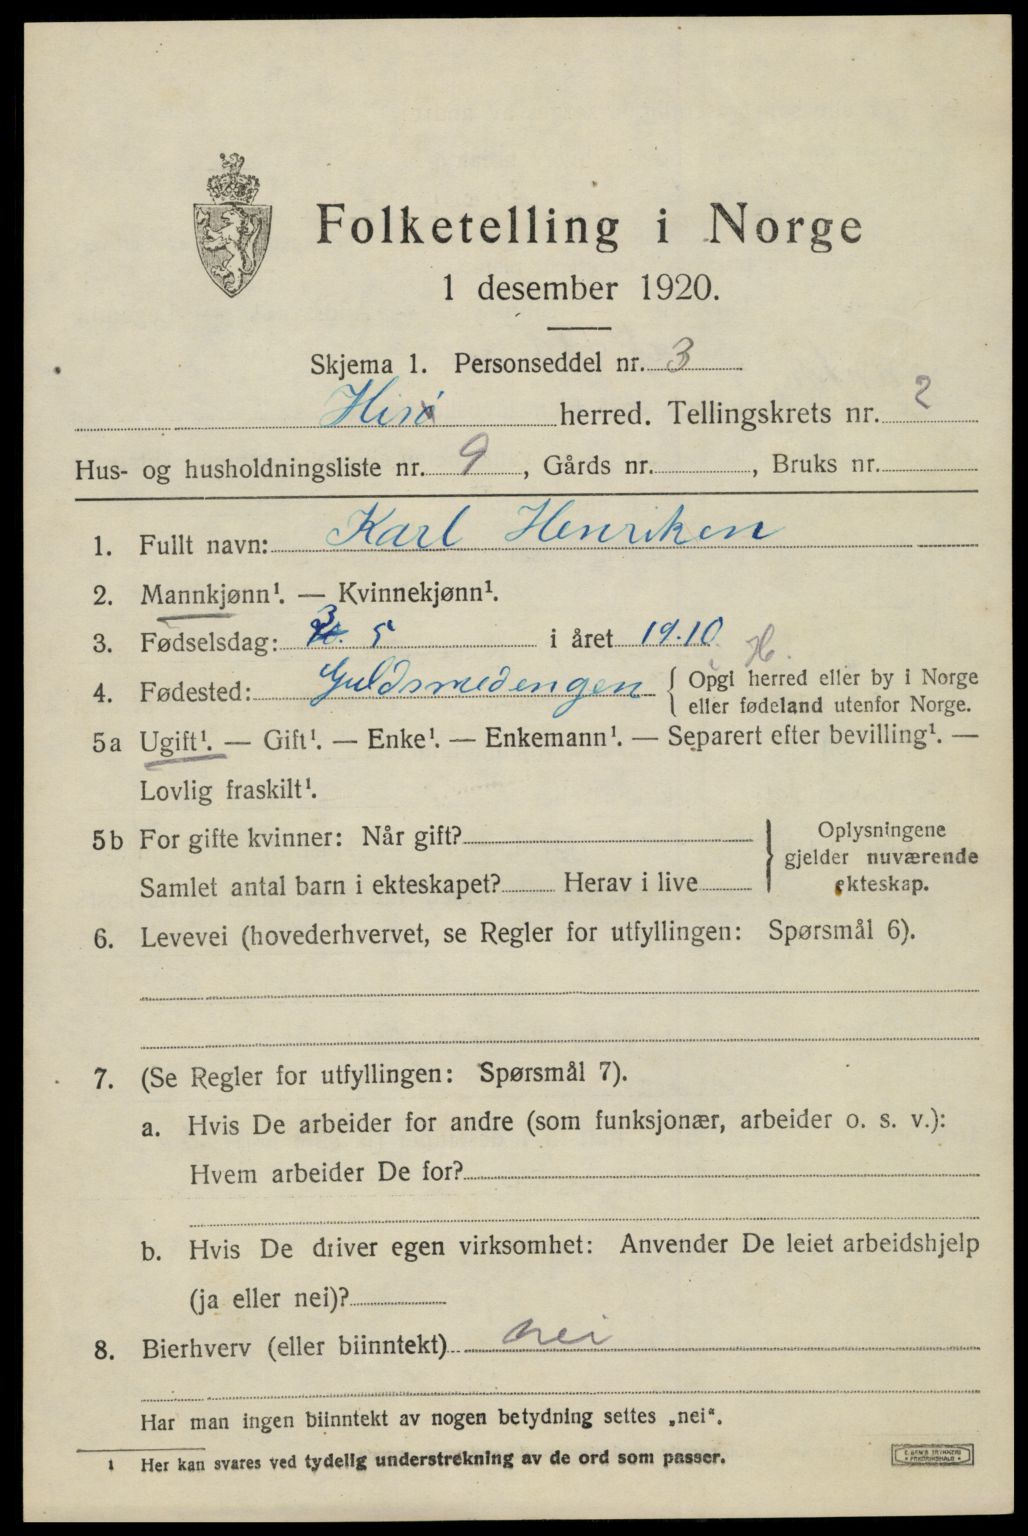 Folketelling i Norge
1 desember 1920.
Skjema 1. Personseddel nr. 3
Hisø herred. Tellingskrets nr. 2
Hus- og husholdningsliste nr. 9, Gårds nr. , Bruks nr.
1. Fullt navn: Karl Henriken
2. Mannkjønn¹. — Kvinnekjønn¹.
3. Fødselsdag: 3. 5 i året 1910
H.
4. Fødested: Guldsmedengen { Opgi herred eller by i Norge
eller fødeland utenfor Norge.
5a Ugift¹. — Gift¹. — Enke¹. — Enkemann¹. — Separert efter bevilling¹. —
Lovlig fraskilt¹.
5b For gifte kvinner: Når gift?
Samlet antal barn i ekteskapet? Herav i live
} Oplysningene
gjelder nuværende
ekteskap.
6. Levevei (hovederhvervet, se Regler for utfyllingen: Spørsmål 6).
7. (Se Regler for utfyllingen: Spørsmål 7).
a. Hvis De arbeider for andre (som funksjonær, arbeider o. s. v.):
Hvem arbeider De for?
b. Hvis De driver egen virksomhet: Anvender De leiet arbeidshjelp
(ja eller nei)?
8. Bierhverv (eller biinntekt) nei
Har man ingen biinntekt av nogen betydning settes „nei“.
¹ Her kan svares ved tydelig understrekning av de ord som passer.